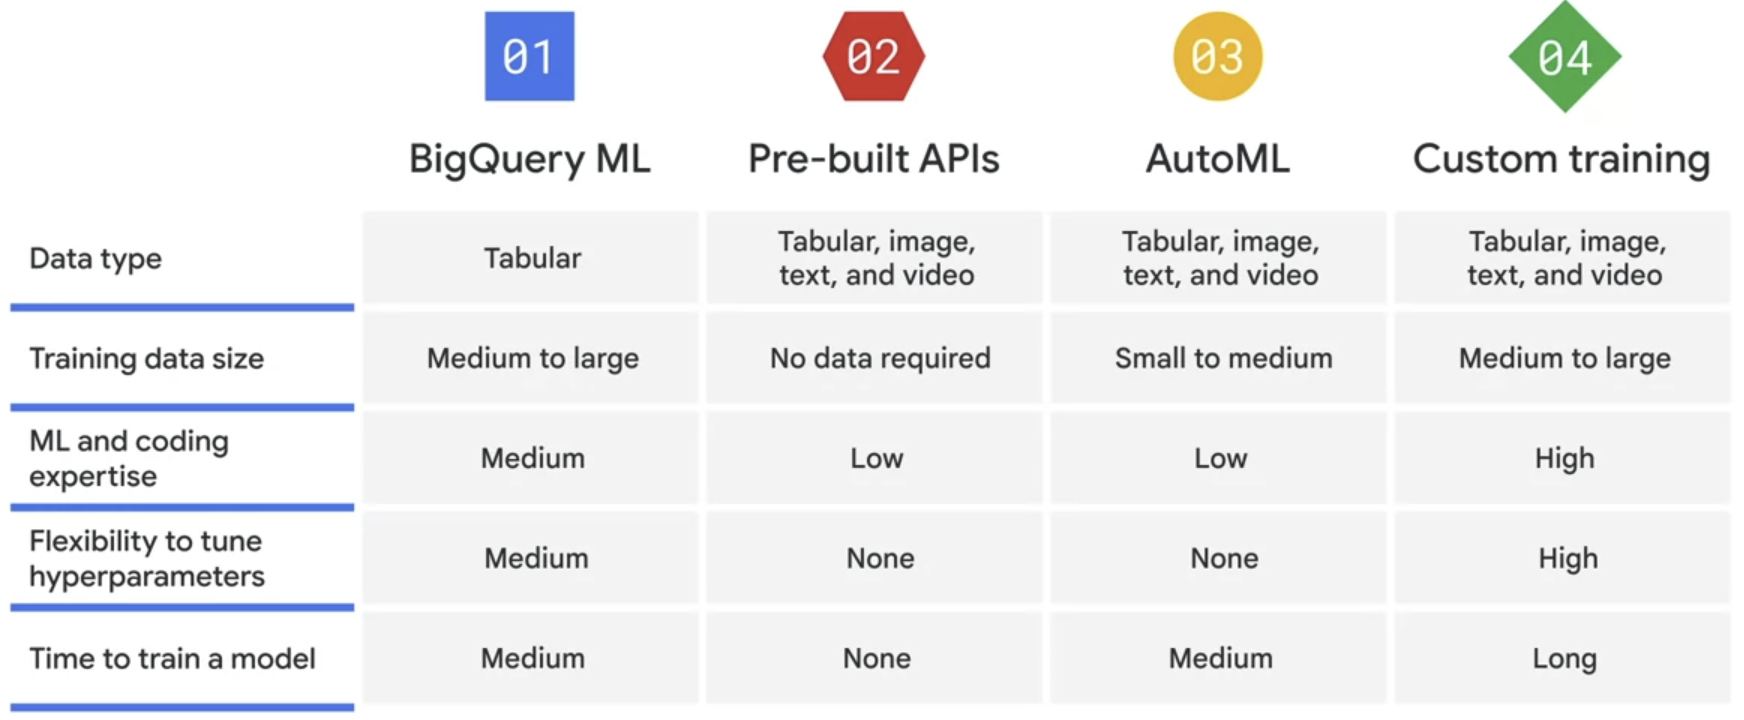 01
02
03
04
BigQuery ML
Pre-built APIs
AutoML
Custom training
Data type
Tabular
Tabular, image,
text, and video
Tabular, image,
text, and video
Tabular, image,
text, and video
Training data size
Medium to large
No data required
Small to medium
Medium to large
ML and coding
expertise
Medium
Low
Low
High
Flexibility to tune
hyperparameters
Medium
None
None
High
Time to train a model
Medium
None
Medium
Long